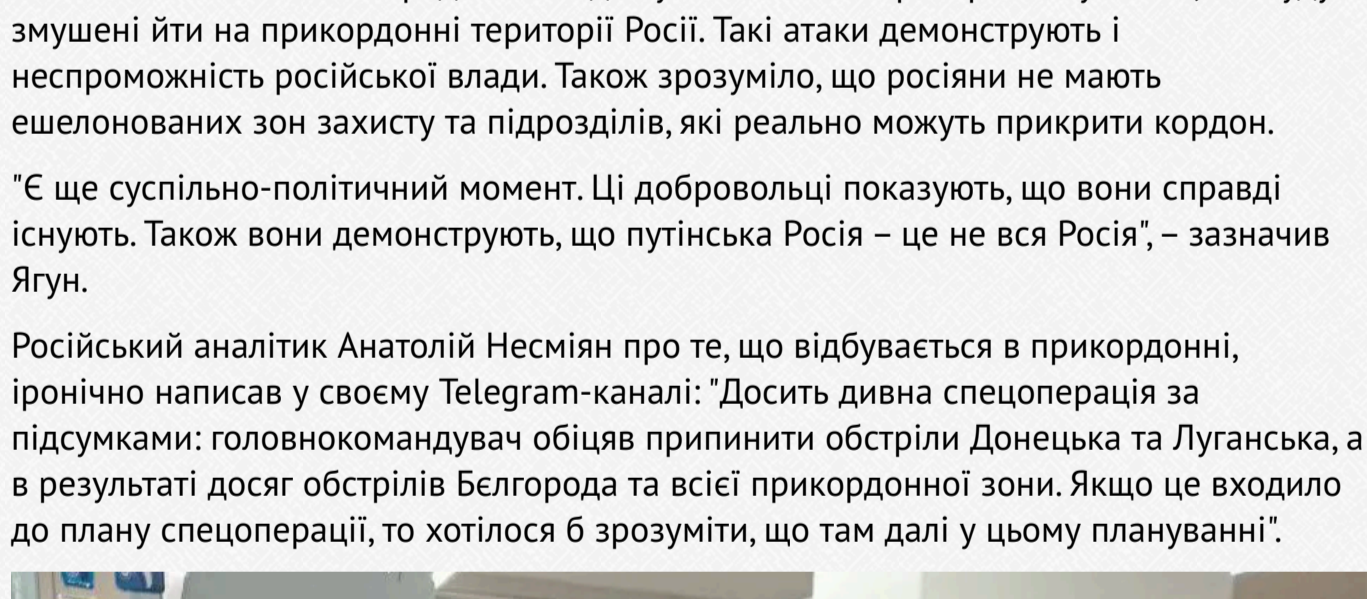 змушені йти на прикордонні території Росії. Такі атаки демонструють і
неспроможність російської влади. Також зрозуміло, що росіяни не мають
ешелонованих зон захисту та підрозділів, які реально можуть прикрити кордон.
"Є ще суспільно-політичний момент. Ці добровольці показують, що вони справді
існують. Також вони демонструють, що путінська Росія – це не вся Росія", – зазначив
Ягун.
Російський аналітик Анатолій Несміян про те, що відбувається в прикордонні,
іронічно написав у своєму Telegram-каналі: "Досить дивна спецоперація за
підсумками: головнокомандувач обіцяв припинити обстріли Донецька та Луганська, а
в результаті досяг обстрілів Бєлгорода та всієї прикордонної зони. Якщо це входило
до плану спецоперації, то хотілося б зрозуміти, що там далі у цьому плануванні".